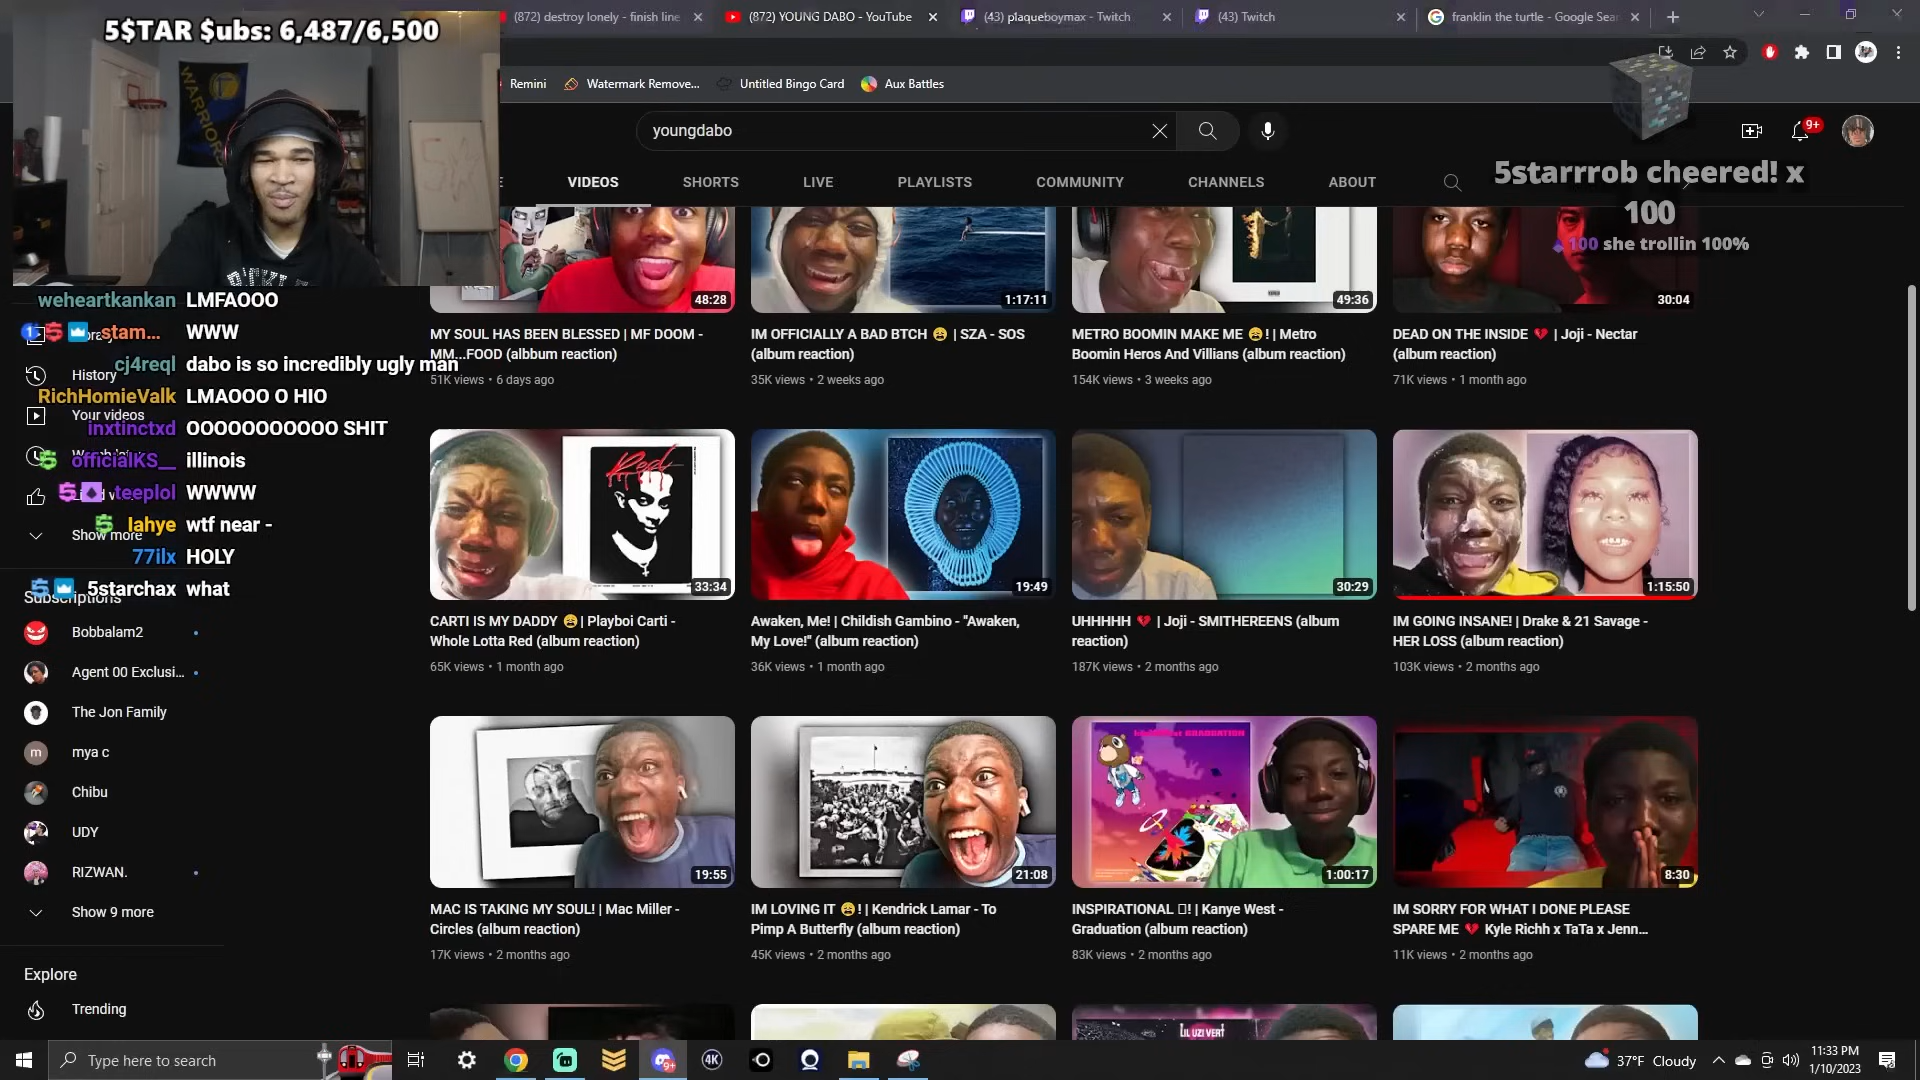 5$TAR $ubs: 6,487/6,500
(872) destroy lonely - finish line
(872) YOUNG DABO - YouTube
(43) plaqueboymax - Twitch
(43) Twitch
franklin the turtle - Google Sear
Remini
Watermark Remove...
Untitled Bingo Card
Aux Battles
youngdabo
9+
VIDEOS
SHORTS
LIVE
PLAYLISTS
COMMUNITY
CHANNELS
ABOUT
5starrrob cheered! x
100
100 she trollin 100%
WARRIORS
weheartkankan LMFAOOO
stam... WWW
cj4reql dabo is so incredibly ugly man
History
RichHomieValk LMAOOO O HIO
Your videos
inxtinctxd OOOOOOOOOOO SHIT
officialKS__ illinois
teeplol WWWW
lahye wtf near -
Show more
77ilx HOLY
5starchax what
Subscriptions
Bobbalam2
Agent 00 Exclusi...
The Jon Family
mya c
Chibu
UDY
RIZWAN.
Show 9 more
Explore
Trending
48:28
MY SOUL HAS BEEN BLESSED | MF DOOM -
MM...FOOD (albbum reaction)
51K views • 6 days ago
1:17:11
IM OFFICIALLY A BAD BTCH 😩 | SZA - SOS
(album reaction)
35K views • 2 weeks ago
49:36
METRO BOOMIN MAKE ME 😩! | Metro
Boomin Heros And Villians (album reaction)
154K views • 3 weeks ago
30:04
DEAD ON THE INSIDE 💔 | Joji - Nectar
(album reaction)
71K views • 1 month ago
Red
33:34
CARTI IS MY DADDY 😩 | Playboi Carti -
Whole Lotta Red (album reaction)
65K views • 1 month ago
19:49
Awaken, Me! | Childish Gambino - "Awaken,
My Love!" (album reaction)
36K views • 1 month ago
30:29
UHHHHH 💔 | Joji - SMITHEREENS (album
reaction)
187K views • 2 months ago
1:15:50
IM GOING INSANE! | Drake & 21 Savage -
HER LOSS (album reaction)
103K views • 2 months ago
19:55
MAC IS TAKING MY SOUL! | Mac Miller -
Circles (album reaction)
17K views • 2 months ago
21:08
IM LOVING IT 😩! | Kendrick Lamar - To
Pimp A Butterfly (album reaction)
45K views • 2 months ago
GRADUATION
1:00:17
INSPIRATIONAL ▯! | Kanye West -
Graduation (album reaction)
83K views • 2 months ago
8:30
IM SORRY FOR WHAT I DONE PLEASE
SPARE ME 💔 Kyle Richh x TaTa x Jenn...
11K views • 2 months ago
LIL UZI VERT
Type here to search
9+
4K
37°F Cloudy
11:33 PM
1/10/2023